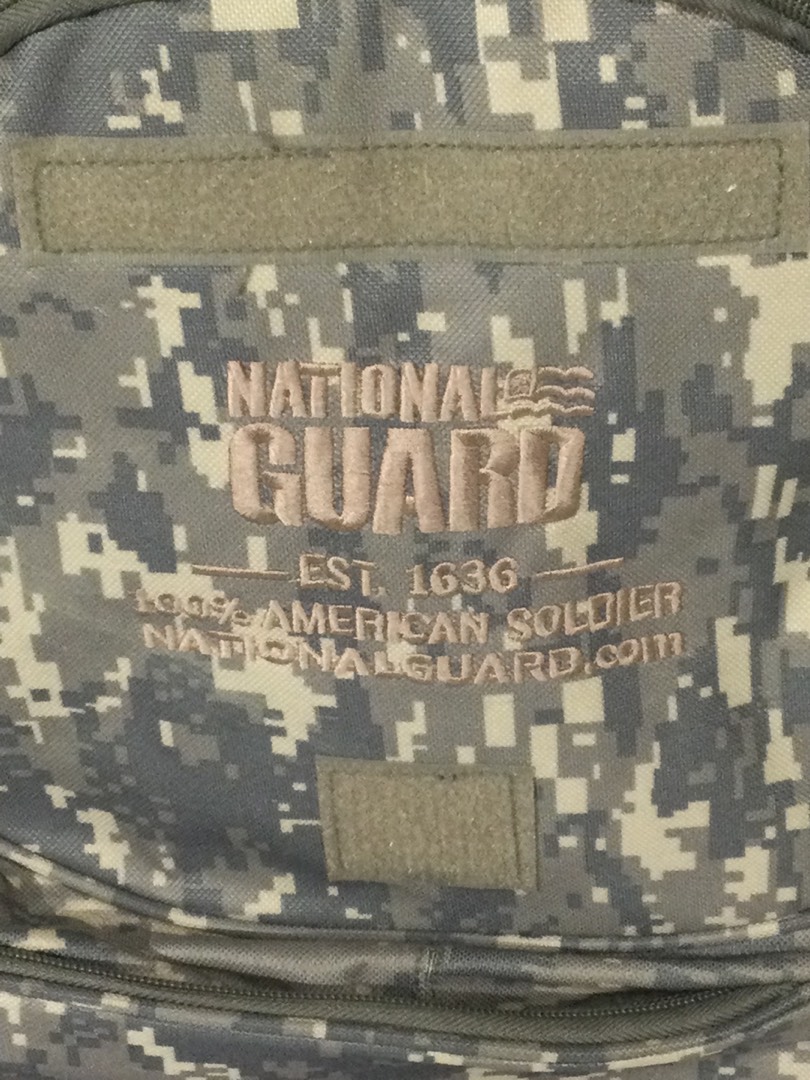 NATIONAL
GUARD
EST. 1636
100% AMERICAN SOLDIER
NATIONALGUARD.com